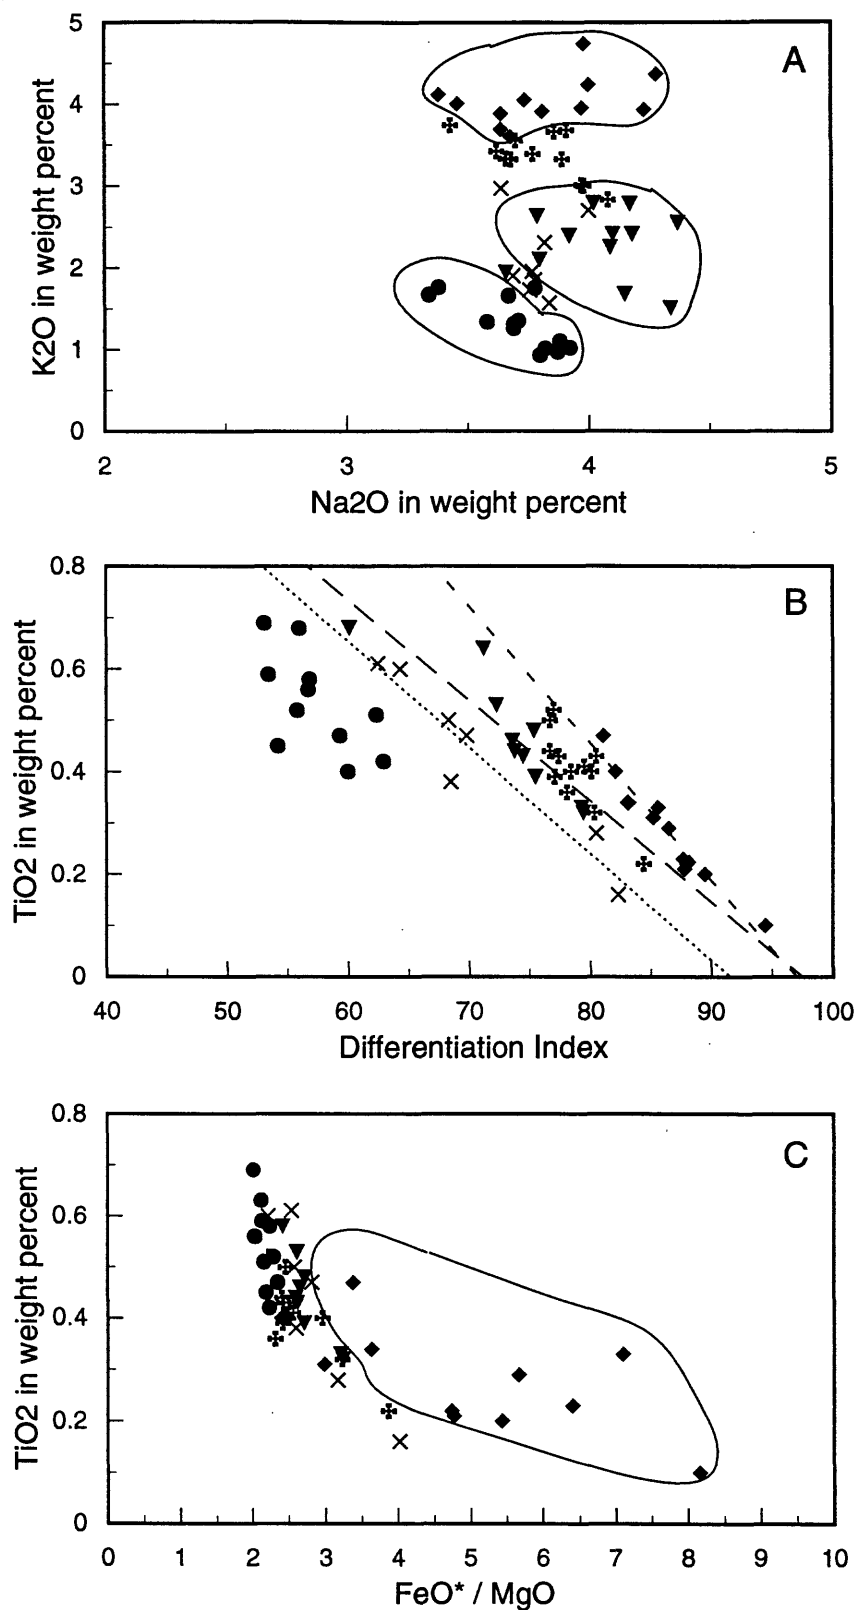 5
A
4
3
2
1
0
K2O in weight percent
2 3 4 5
Na2O in weight percent
0.8
B
0.6
0.4
0.2
0
TiO2 in weight percent
40 50 60 70 80 90 100
Differentiation Index
0.8
C
0.6
0.4
0.2
0
TiO2 in weight percent
0 1 2 3 4 5 6 7 8 9 10
FeO* / MgO